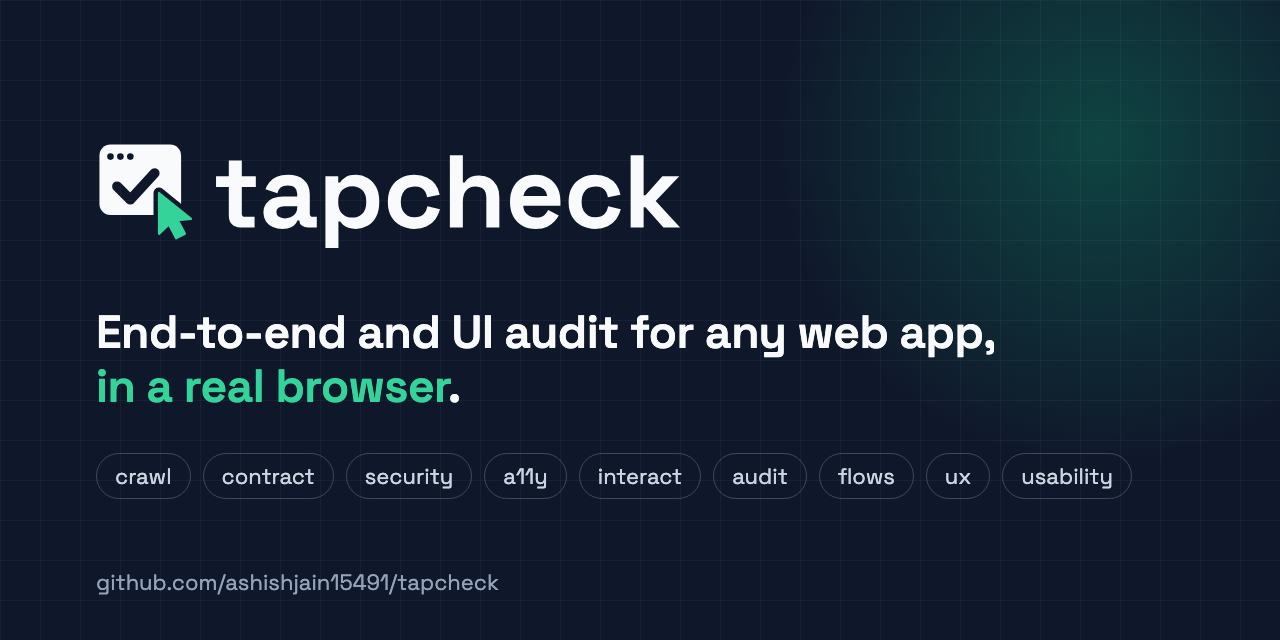 tapcheck
End-to-end and UI audit for any web app,
in a real browser.
crawl contract security a11y interact audit flows ux usability
github.com/ashishjain15491/tapcheck